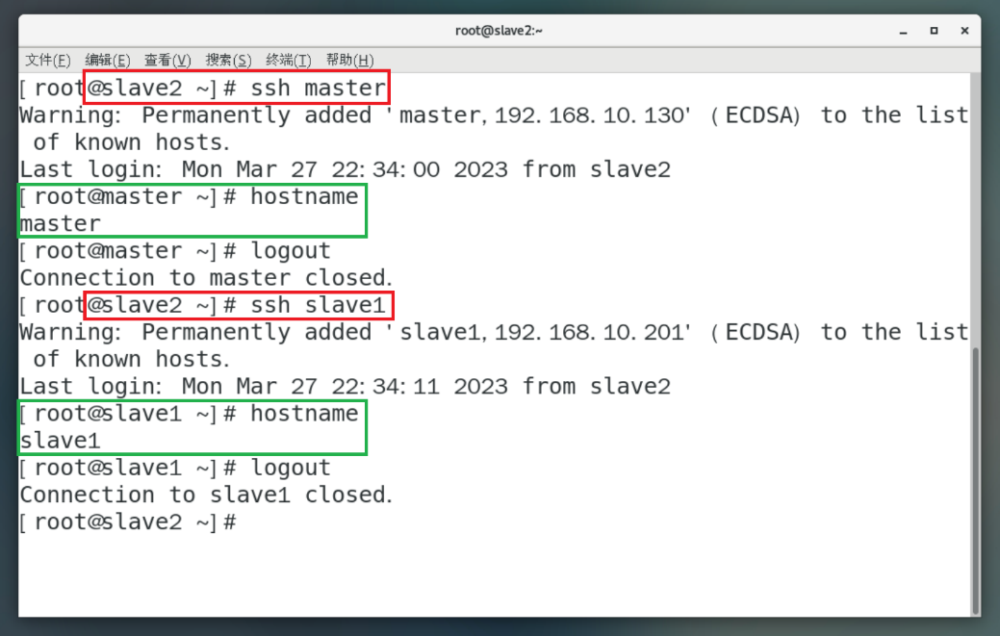 root@slave2:~
文件(F) 编辑(E) 查看(V) 搜索(S) 终端(T) 帮助(H)
[root@slave2 ~]# ssh master
Warning: Permanently added 'master,192.168.10.130' (ECDSA) to the list
 of known hosts.
Last login: Mon Mar 27 22:34:00 2023 from slave2
[root@master ~]# hostname
master
[root@master ~]# logout
Connection to master closed.
[root@slave2 ~]# ssh slave1
Warning: Permanently added 'slave1,192.168.10.201' (ECDSA) to the list
 of known hosts.
Last login: Mon Mar 27 22:34:11 2023 from slave2
[root@slave1 ~]# hostname
slave1
[root@slave1 ~]# logout
Connection to slave1 closed.
[root@slave2 ~]#